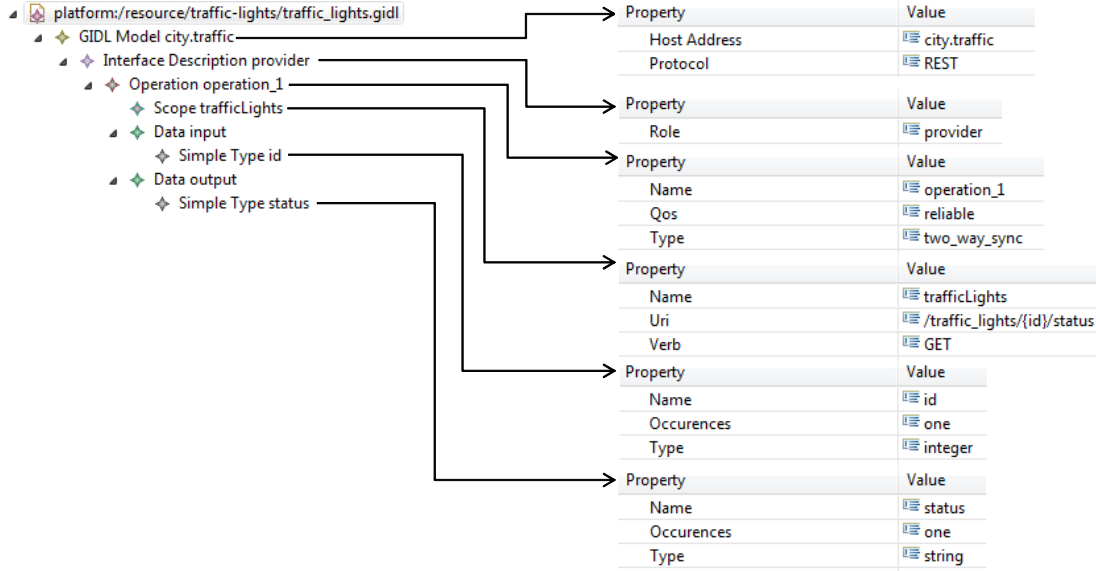 platform:/resource/traffic-lights/traffic_lights.gidl
GIDL Model city.traffic
Interface Description provider
Operation operation_1
Scope trafficLights
Data input
Simple Type id
Data output
Simple Type status
Property Value
Host Address city.traffic
Protocol REST
Property Value
Role provider
Property Value
Name operation_1
Qos reliable
Type two_way_sync
Property Value
Name trafficLights
Uri /traffic_lights/{id}/status
Verb GET
Property Value
Name id
Occurences one
Type integer
Property Value
Name status
Occurences one
Type string